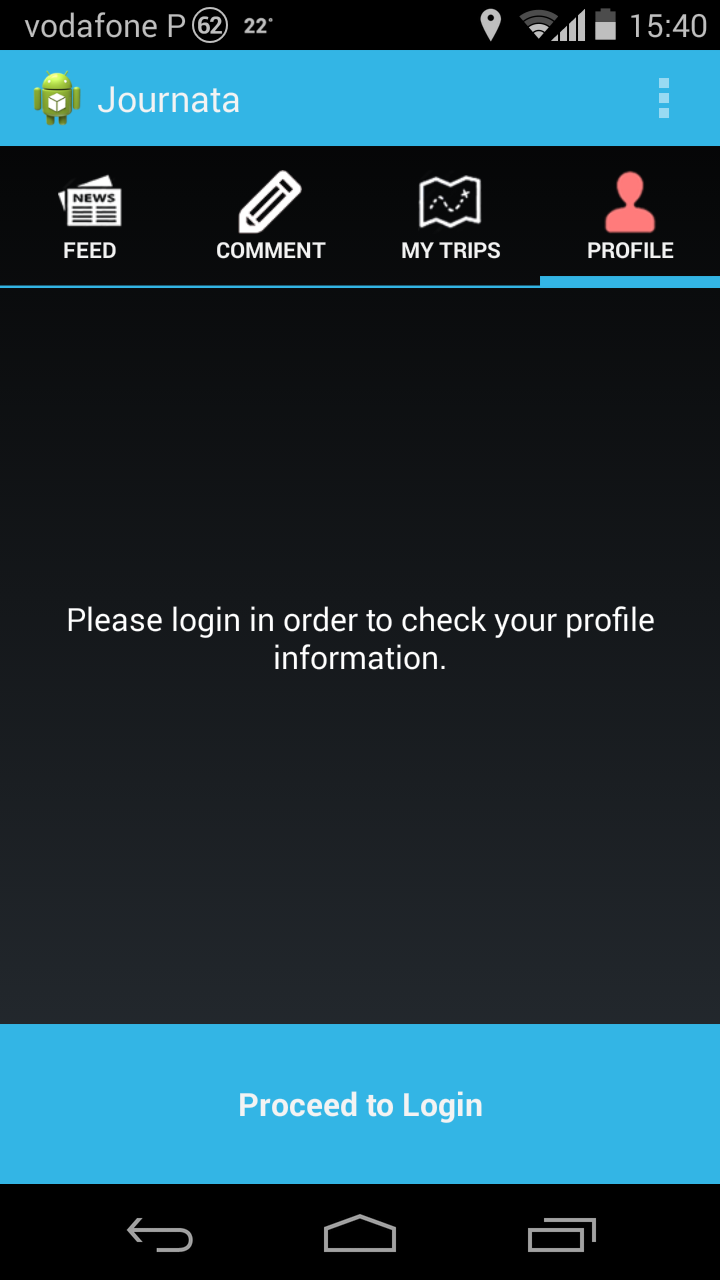 vodafone P 62 22° 15:40
Journata
NEWS
FEED COMMENT MY TRIPS PROFILE
Please login in order to check your profile
information.
Proceed to Login